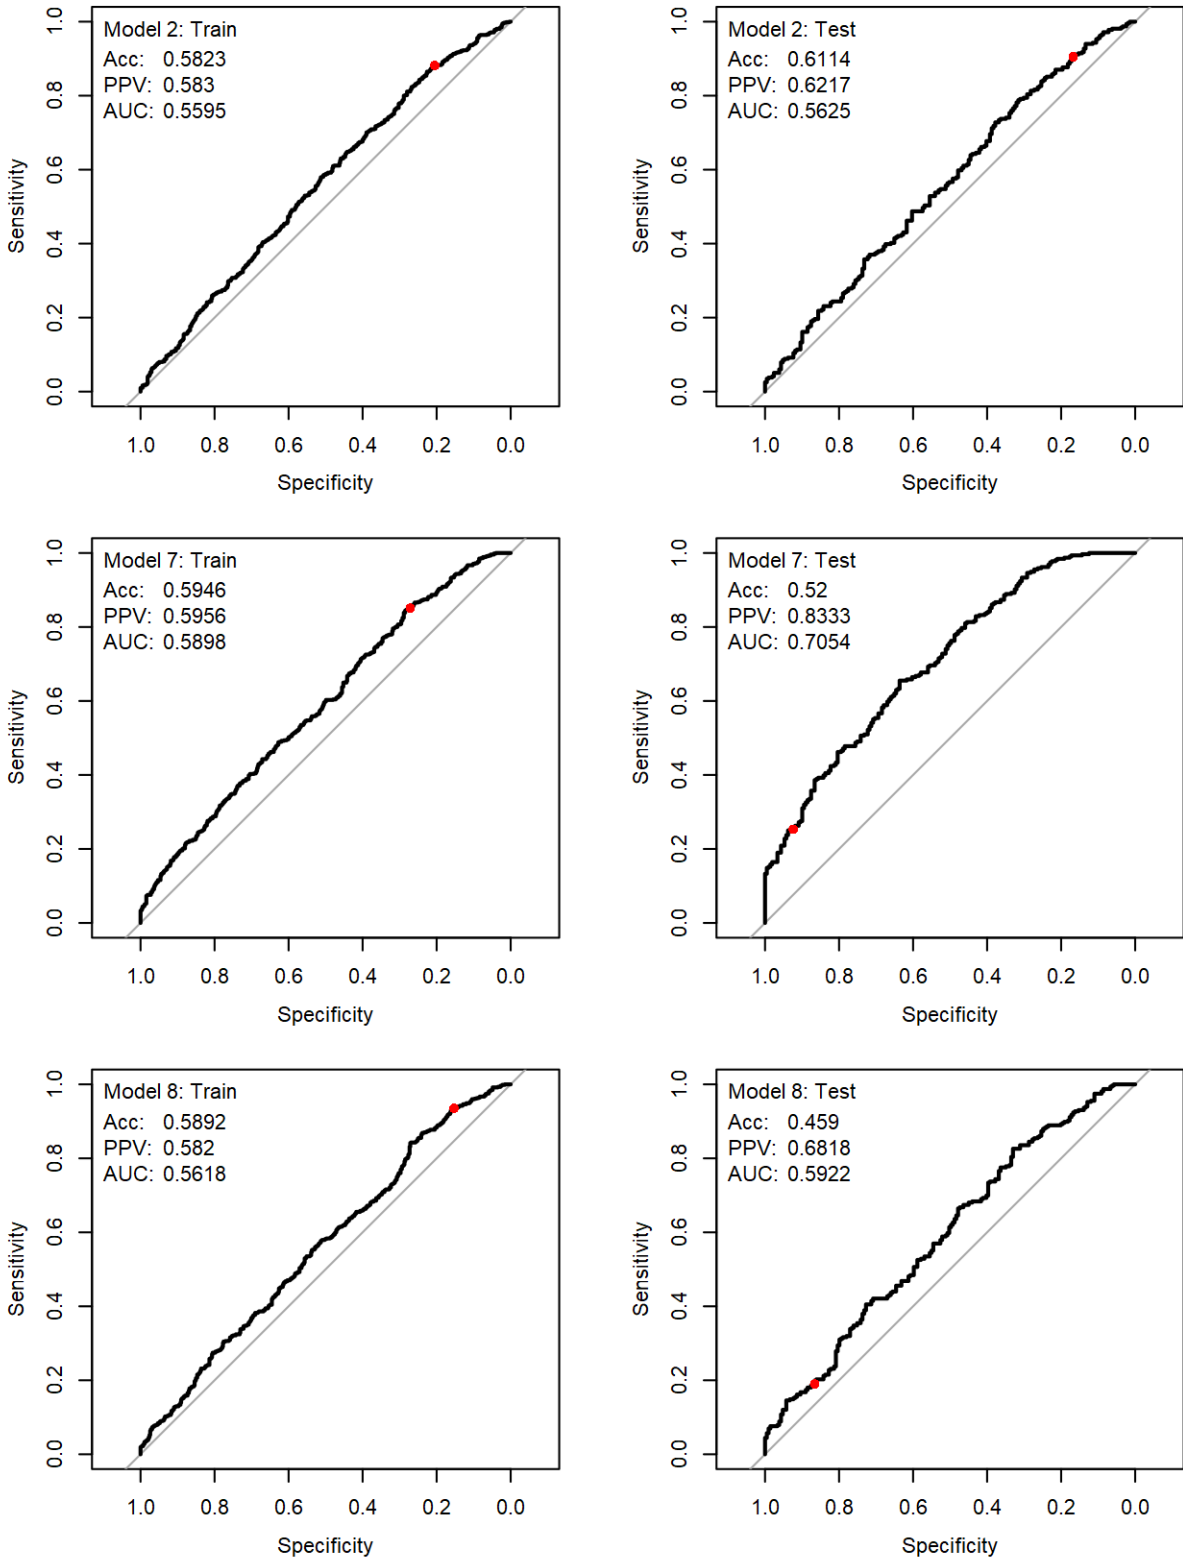 Model 2: Train
Acc: 0.5823
PPV: 0.583
AUC: 0.5595
Sensitivity
0.0 0.2 0.4 0.6 0.8 1.0
1.0 0.8 0.6 0.4 0.2 0.0
Specificity
Model 2: Test
Acc: 0.6114
PPV: 0.6217
AUC: 0.5625
Sensitivity
0.0 0.2 0.4 0.6 0.8 1.0
1.0 0.8 0.6 0.4 0.2 0.0
Specificity
Model 7: Train
Acc: 0.5946
PPV: 0.5956
AUC: 0.5898
Sensitivity
0.0 0.2 0.4 0.6 0.8 1.0
1.0 0.8 0.6 0.4 0.2 0.0
Specificity
Model 7: Test
Acc: 0.52
PPV: 0.8333
AUC: 0.7054
Sensitivity
0.0 0.2 0.4 0.6 0.8 1.0
1.0 0.8 0.6 0.4 0.2 0.0
Specificity
Model 8: Train
Acc: 0.5892
PPV: 0.582
AUC: 0.5618
Sensitivity
0.0 0.2 0.4 0.6 0.8 1.0
1.0 0.8 0.6 0.4 0.2 0.0
Specificity
Model 8: Test
Acc: 0.459
PPV: 0.6818
AUC: 0.5922
Sensitivity
0.0 0.2 0.4 0.6 0.8 1.0
1.0 0.8 0.6 0.4 0.2 0.0
Specificity